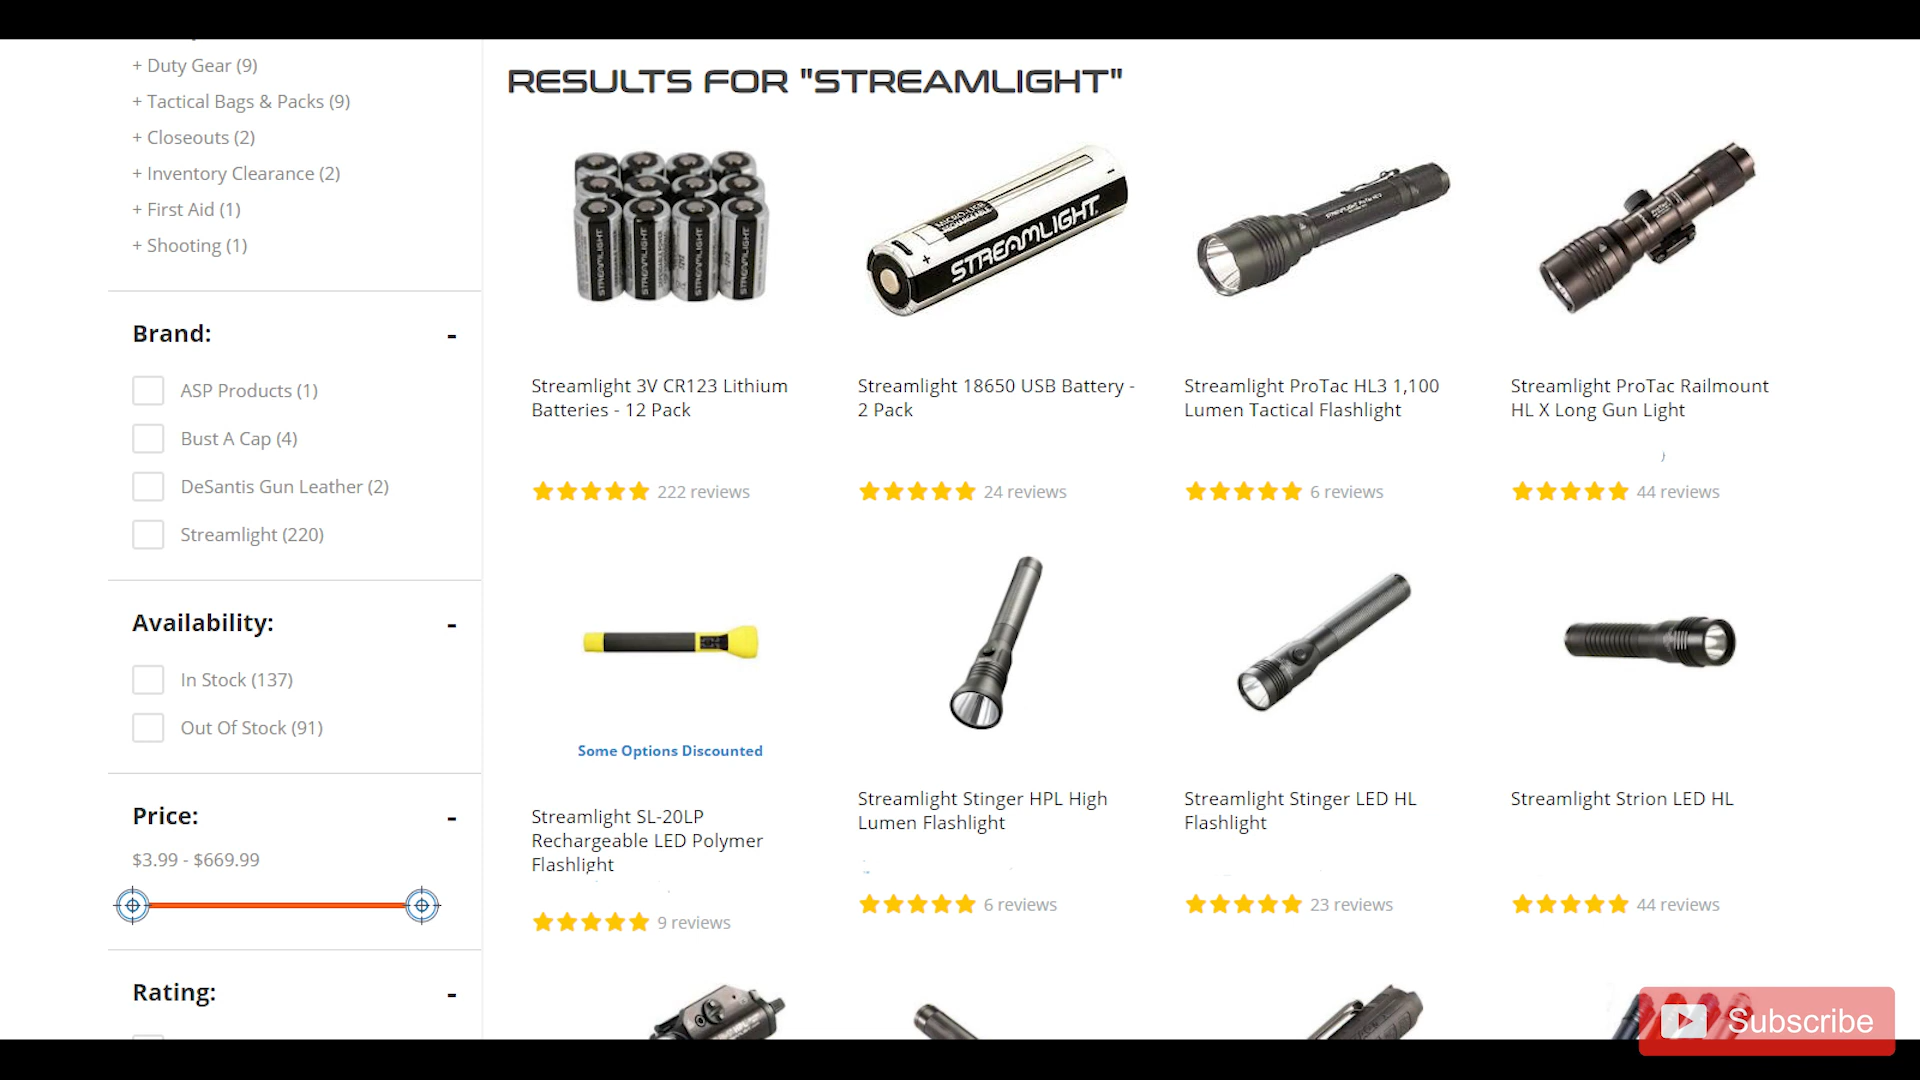 + Duty Gear (9)
+ Tactical Bags & Packs (9)
+ Closeouts (2)
+ Inventory Clearance (2)
+ First Aid (1)
+ Shooting (1)
Brand: -
ASP Products (1)
Bust A Cap (4)
DeSantis Gun Leather (2)
Streamlight (220)
Availability: -
In Stock (137)
Out Of Stock (91)
Price: -
$3.99 - $669.99
Rating: -
RESULTS FOR "STREAMLIGHT"
STREAMLIGHT STREAMLIGHT STREAMLIGHT STREAMLIGHT
STREAMLIGHT
Streamlight 3V CR123 Lithium
Batteries - 12 Pack
222 reviews
Streamlight 18650 USB Battery -
2 Pack
24 reviews
Streamlight ProTac HL3 1,100
Lumen Tactical Flashlight
6 reviews
Streamlight ProTac Railmount
HL X Long Gun Light
44 reviews
Some Options Discounted
Streamlight SL-20LP
Rechargeable LED Polymer
Flashlight
9 reviews
Streamlight Stinger HPL High
Lumen Flashlight
6 reviews
Streamlight Stinger LED HL
Flashlight
23 reviews
Streamlight Strion LED HL
44 reviews
Subscribe